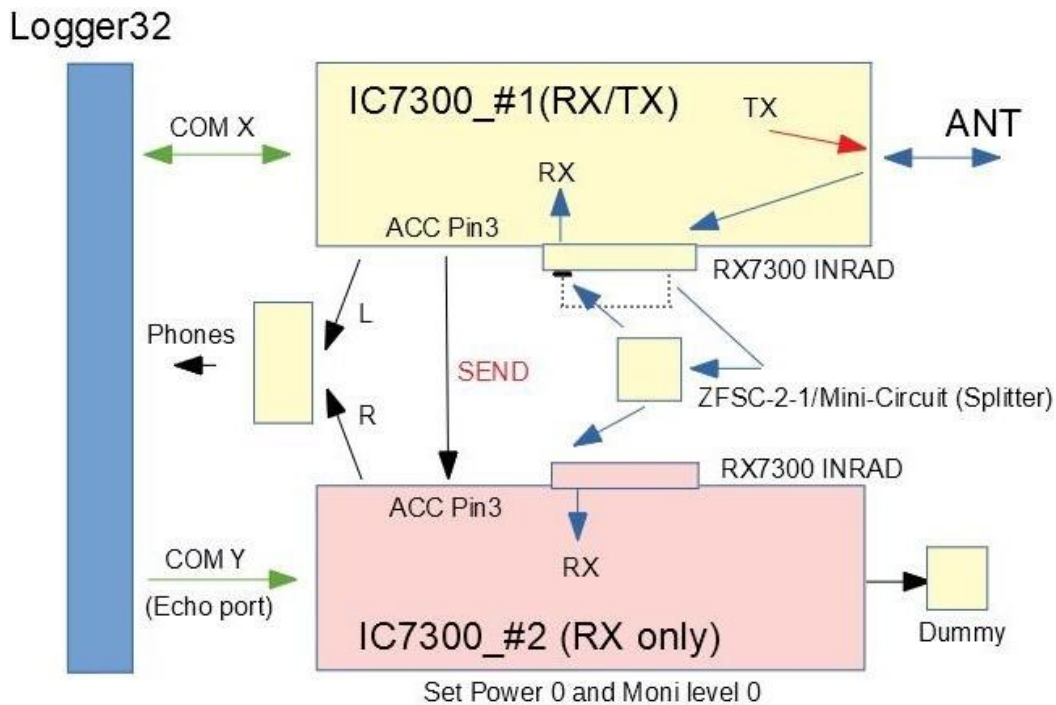 Logger32
IC7300_#1(RX/TX)
TX
ANT
COM X
RX
ACC Pin3
RX7300 INRAD
L
Phones
SEND
ZFSC-2-1/Mini-Circuit (Splitter)
R
RX7300 INRAD
ACC Pin3
COM Y
RX
(Echo port)
IC7300_#2 (RX only)
Dummy
Set Power 0 and Moni level 0